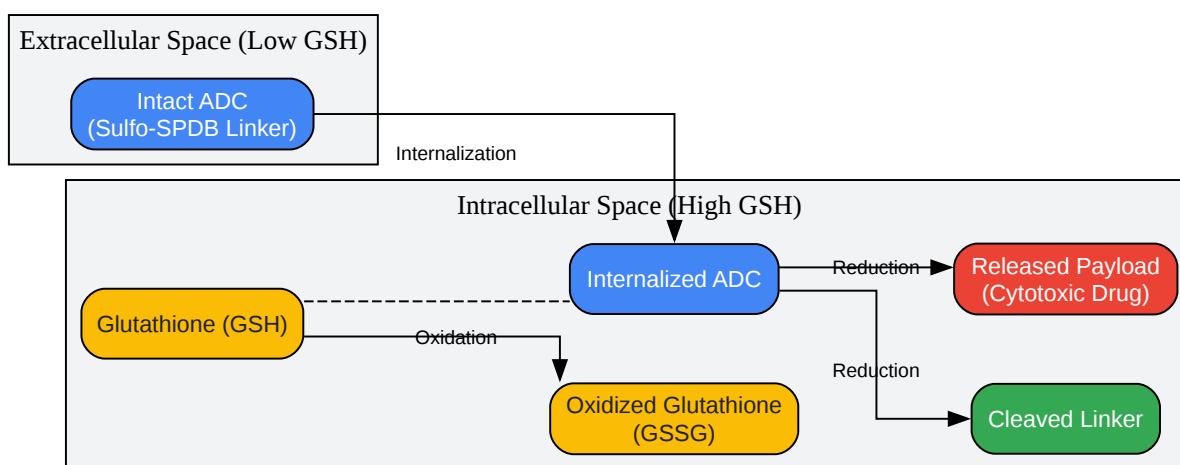 Extracellular Space (Low GSH)
Intact ADC
(Sulfo-SPDB Linker)
Internalization
Intracellular Space (High GSH)
Internalized ADC
Reduction
Released Payload
(Cytotoxic Drug)
Glutathione (GSH)
Oxidation
Reduction
Oxidized Glutathione
(GSSG)
Cleaved Linker